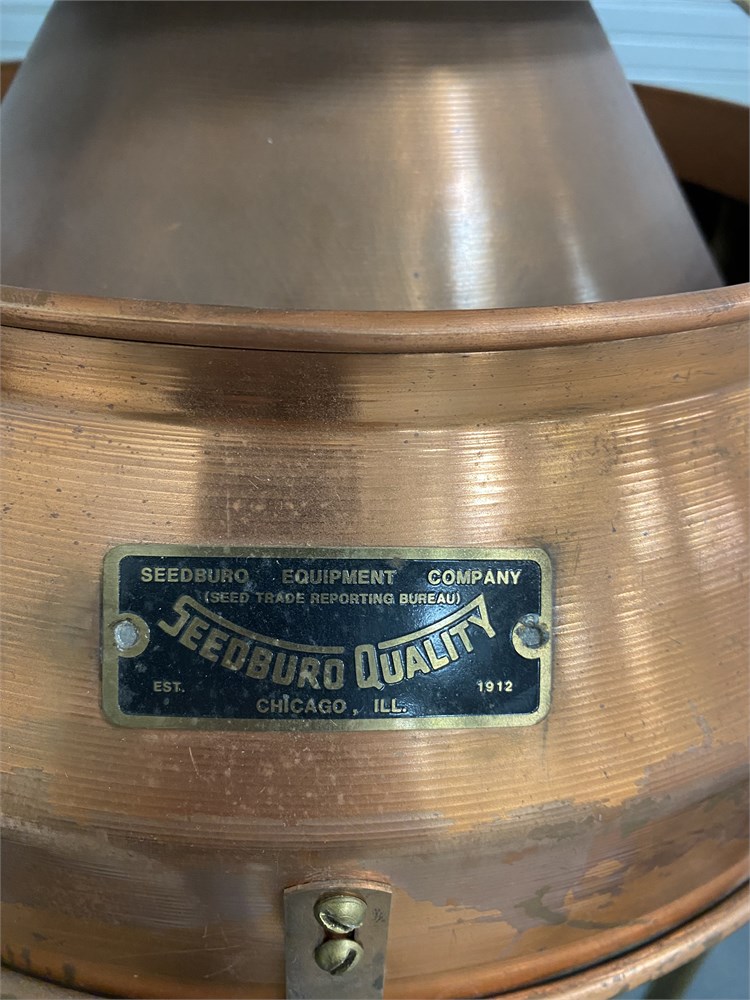 SEEDBURO EQUIPMENT COMPANY
(SEED TRADE REPORTING BUREAU)
SEEDBURO QUALITY
EST. 1912
CHICAGO, ILL.